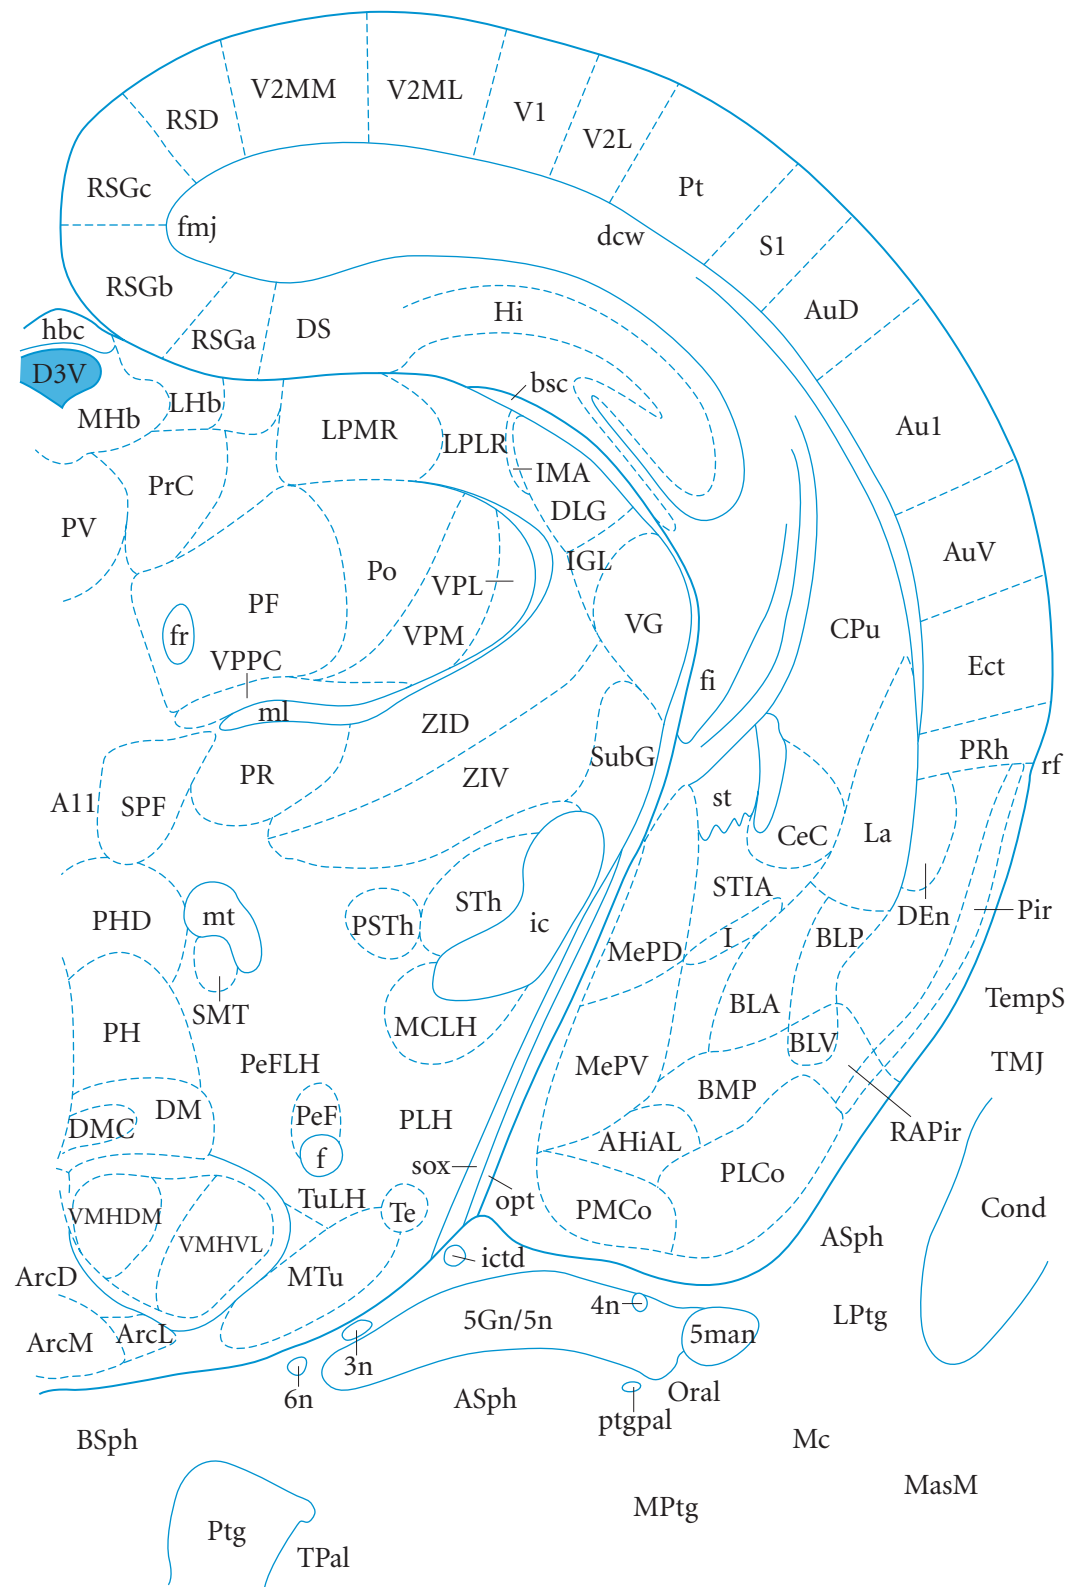 V2MM
V2ML
V1
V2L
RSD
Pt
RSGc
S1
fmj
dcw
RSGb
AuD
Hi
DS
hbc
RSGa
D3V
bsc
LHb
MHb
LPMR
LPLR
Au1
IMA
PrC
DLG
PV
AuV
IGL
Po
VPL
PF
VG
CPu
fr
VPM
VPPC
Ect
fi
ml
ZID
SubG
PRh
rf
PR
ZIV
A11
SPF
st
CeC
La
STIA
STh
PHD
mt
PSTh
ic
DEn
Pir
I
BLP
MePD
TempS
SMT
BLA
PH
MCLH
BLV
PeFLH
MePV
TMJ
BMP
DM
PeF
PLH
DMC
RAPir
AHiAL
f
sox
PLCo
TuLH
opt
VMHDM
Te
PMCo
Cond
VMHVL
ASph
ictd
ArcD
MTu
4n
LPtg
5Gn/5n
ArcM
ArcL
5man
3n
6n
ASph
Oral
ptgpal
BSph
Mc
MasM
MPtg
Ptg
TPal